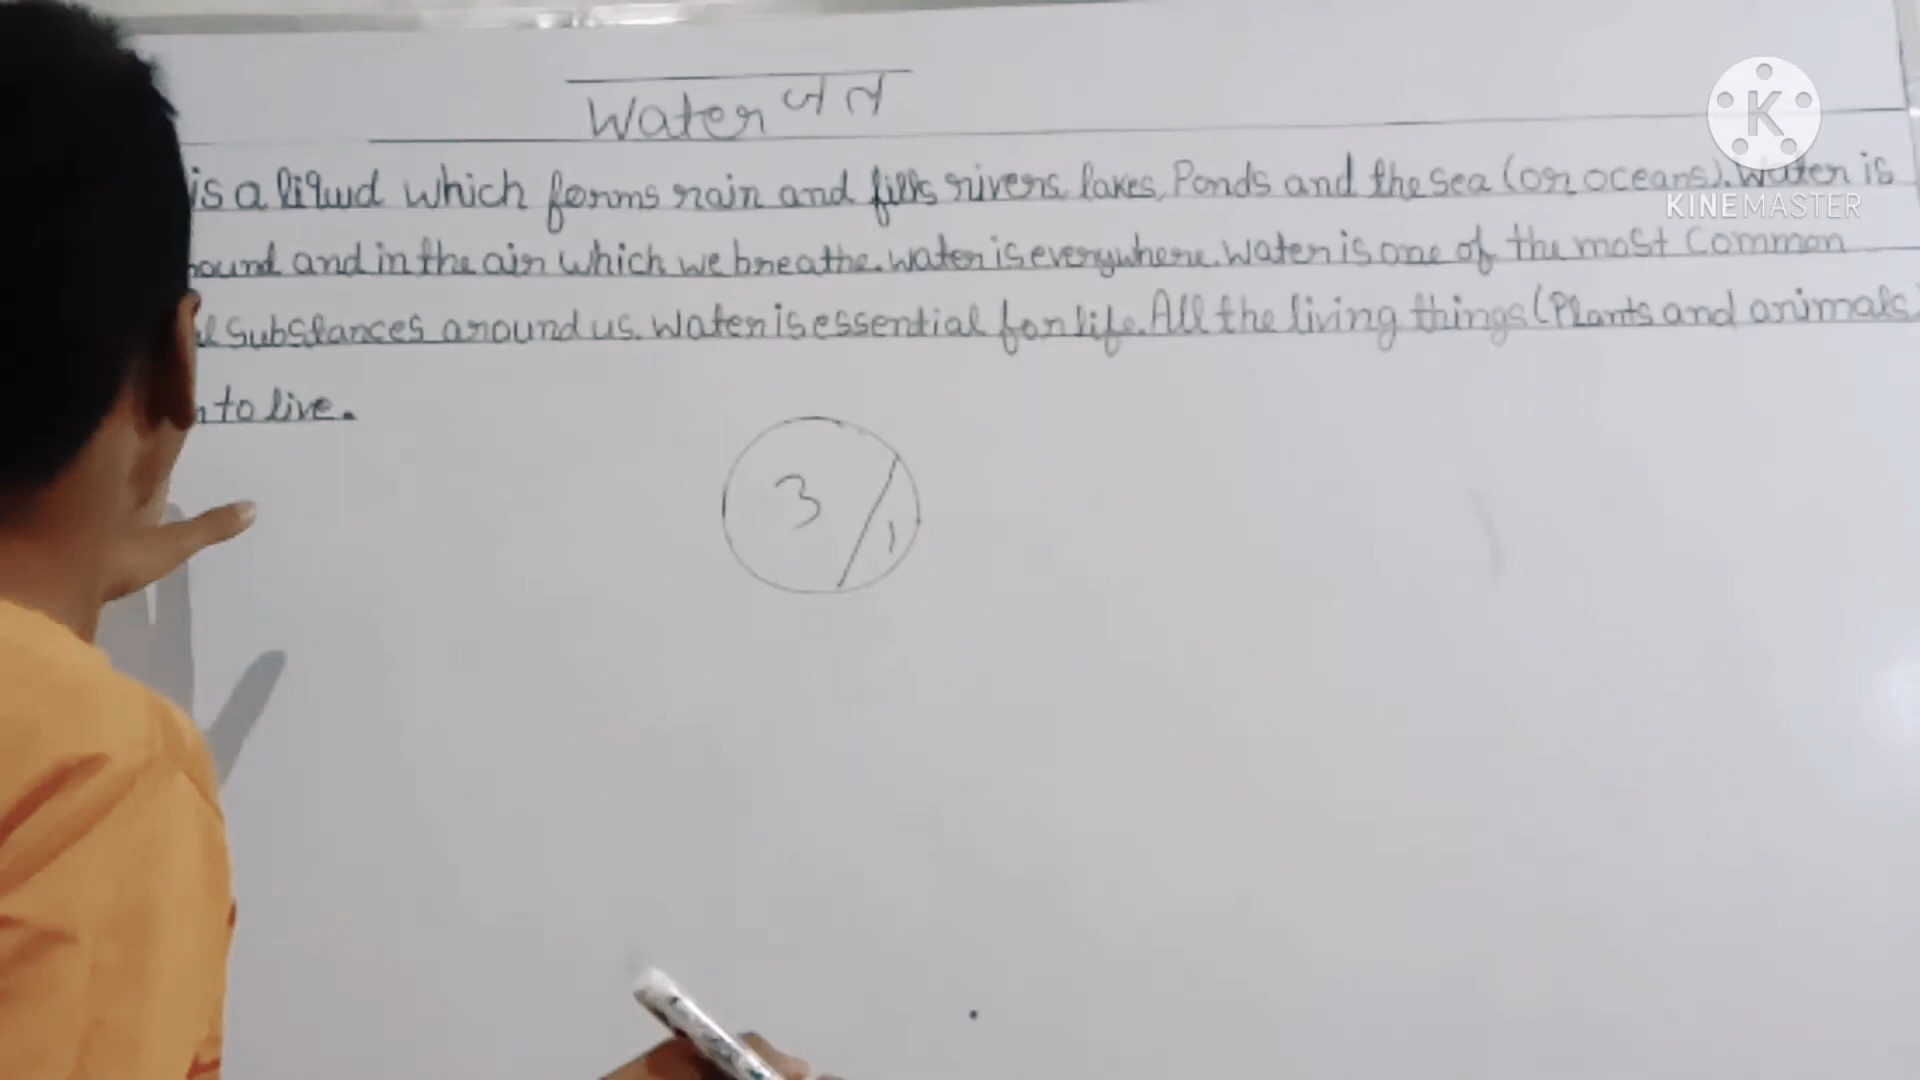 Water जल
is a liquid which forms rain and fills rivers, lakes, Ponds and the sea (or oceans). Water is
and in the air which we breathe. water is everywhere. Water is one of the most Common
Substances around us. Water is essential for life. All the living things (Plants and animals)
to live.
3/1
K
KINEMASTER